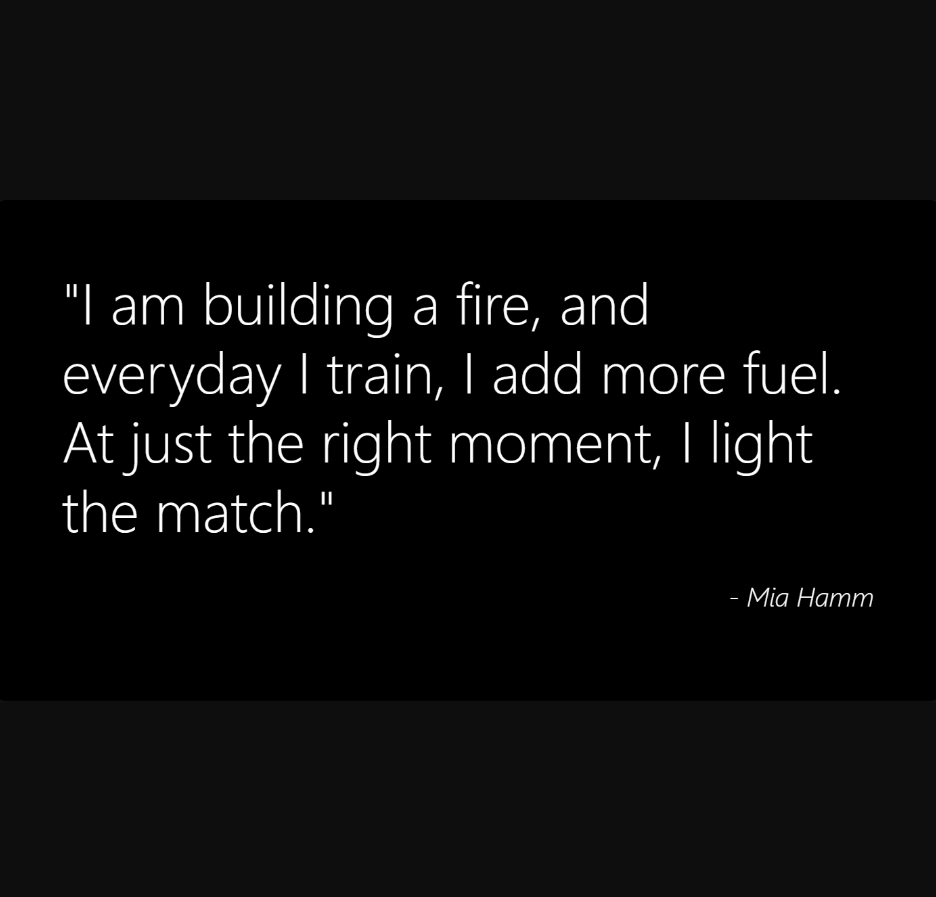 "I am building a fire, and
everyday I train, I add more fuel.
At just the right moment, I light
the match."
- Mia Hamm